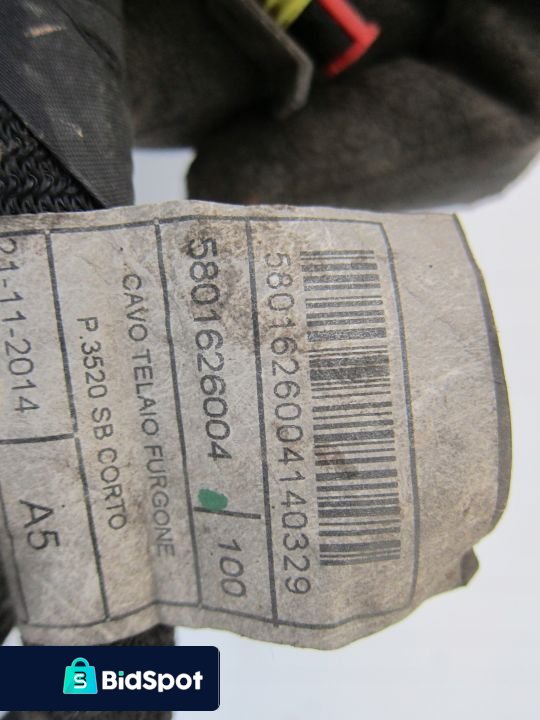 5801626004140329
5801626004 / 100
CAVO TELAIO FURGONE
P.3520 SB CORTO
21-11-2014 A5
BidSpot